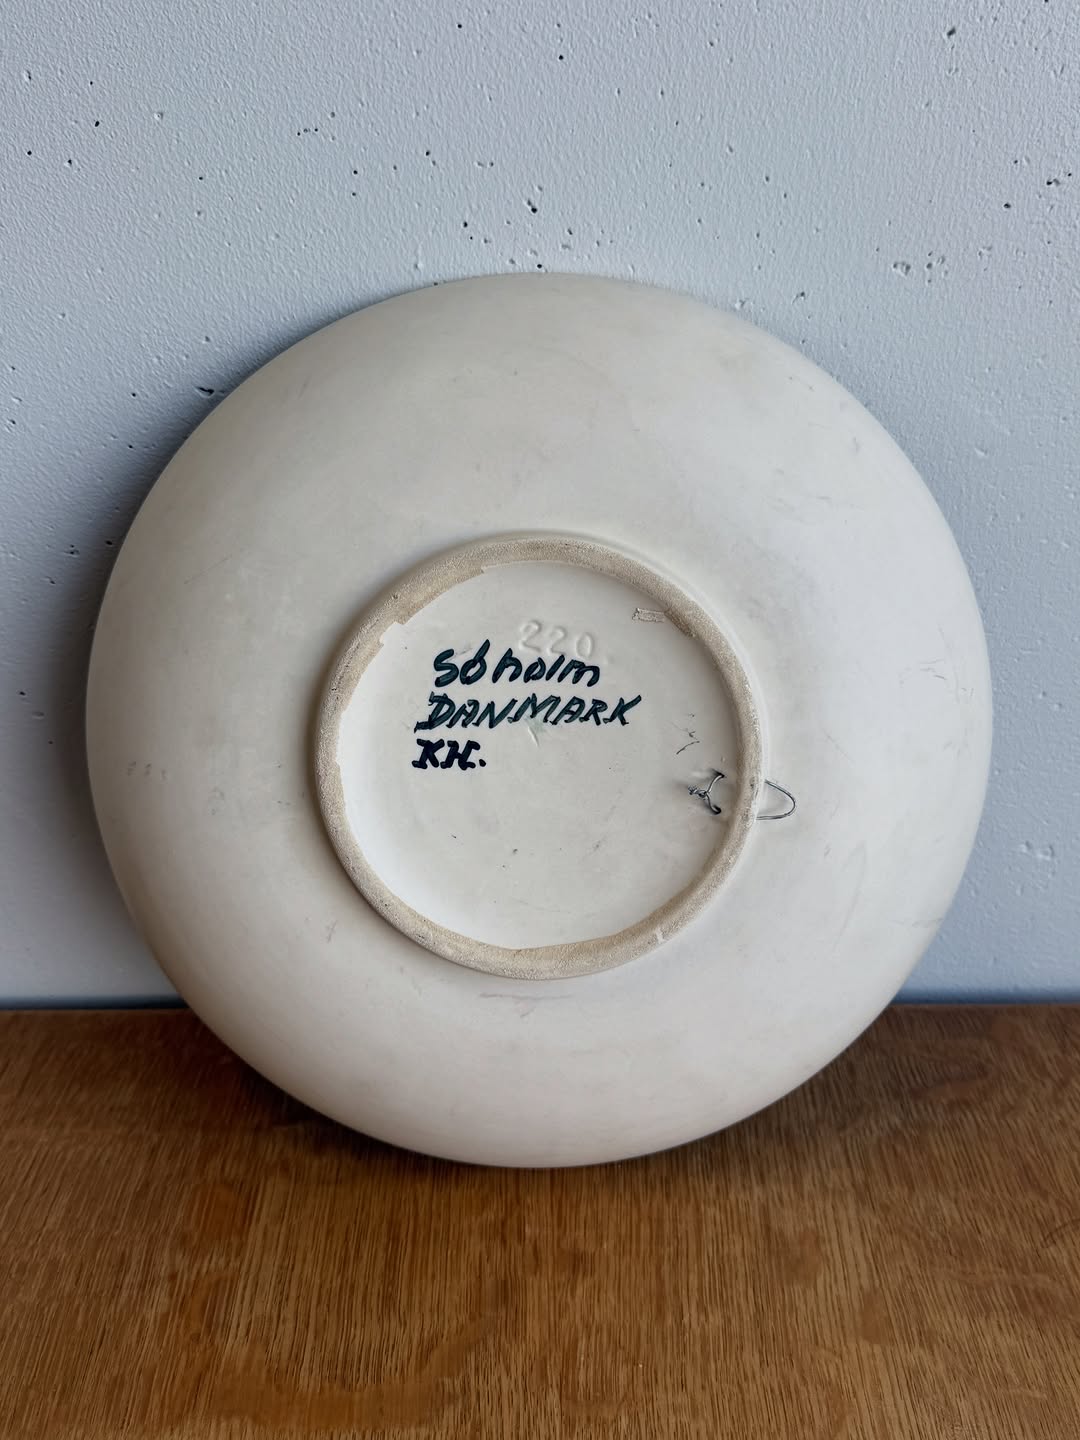 220
Søholm
DANMARK
KH.